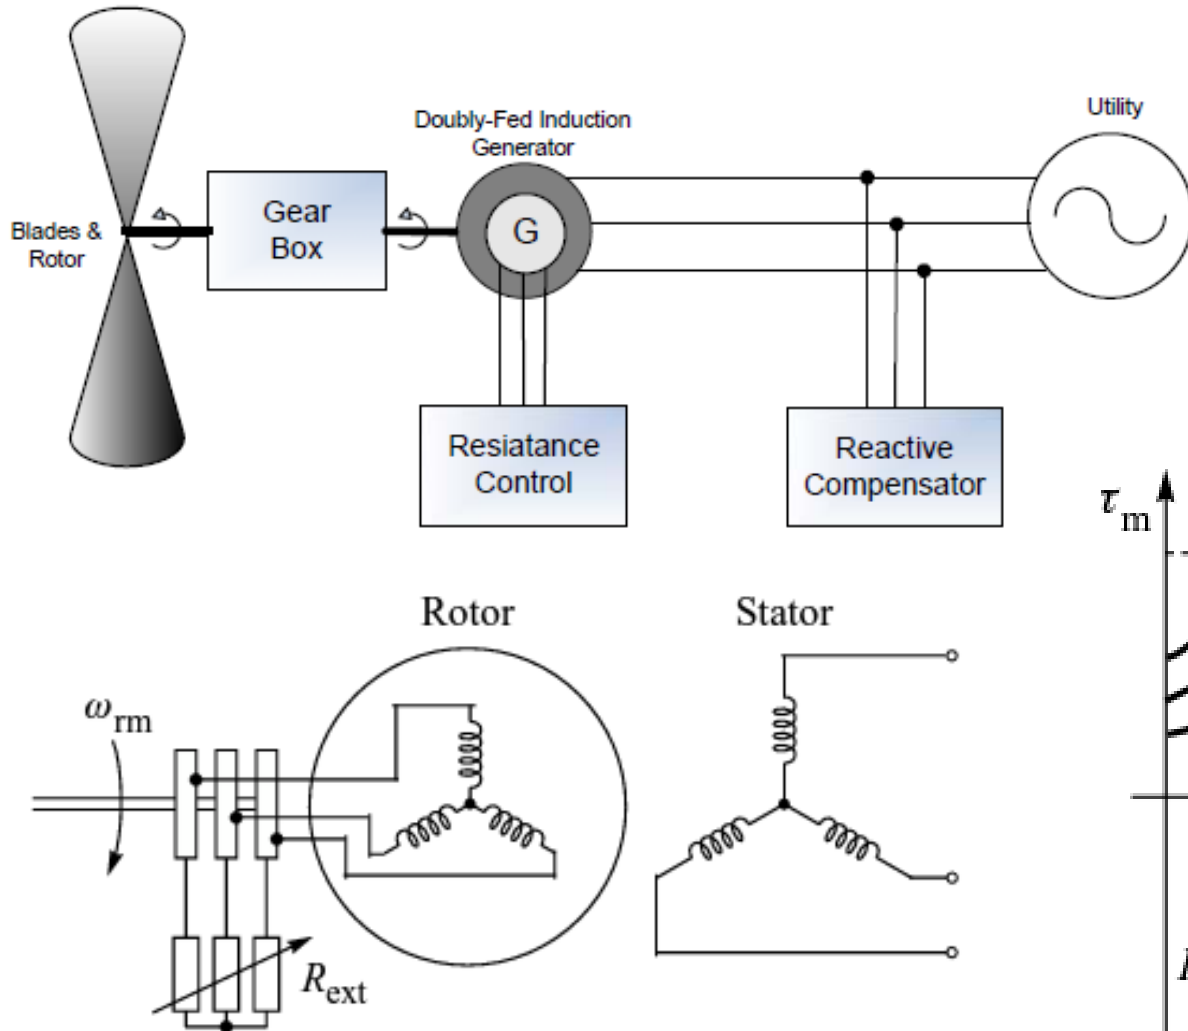 Utility
Doubly-Fed Induction
Generator
Blades &
Rotor
Gear
Box
G
Resiatance
Control
Reactive
Compensator
τm
Rotor
Stator
ωrm
Rext